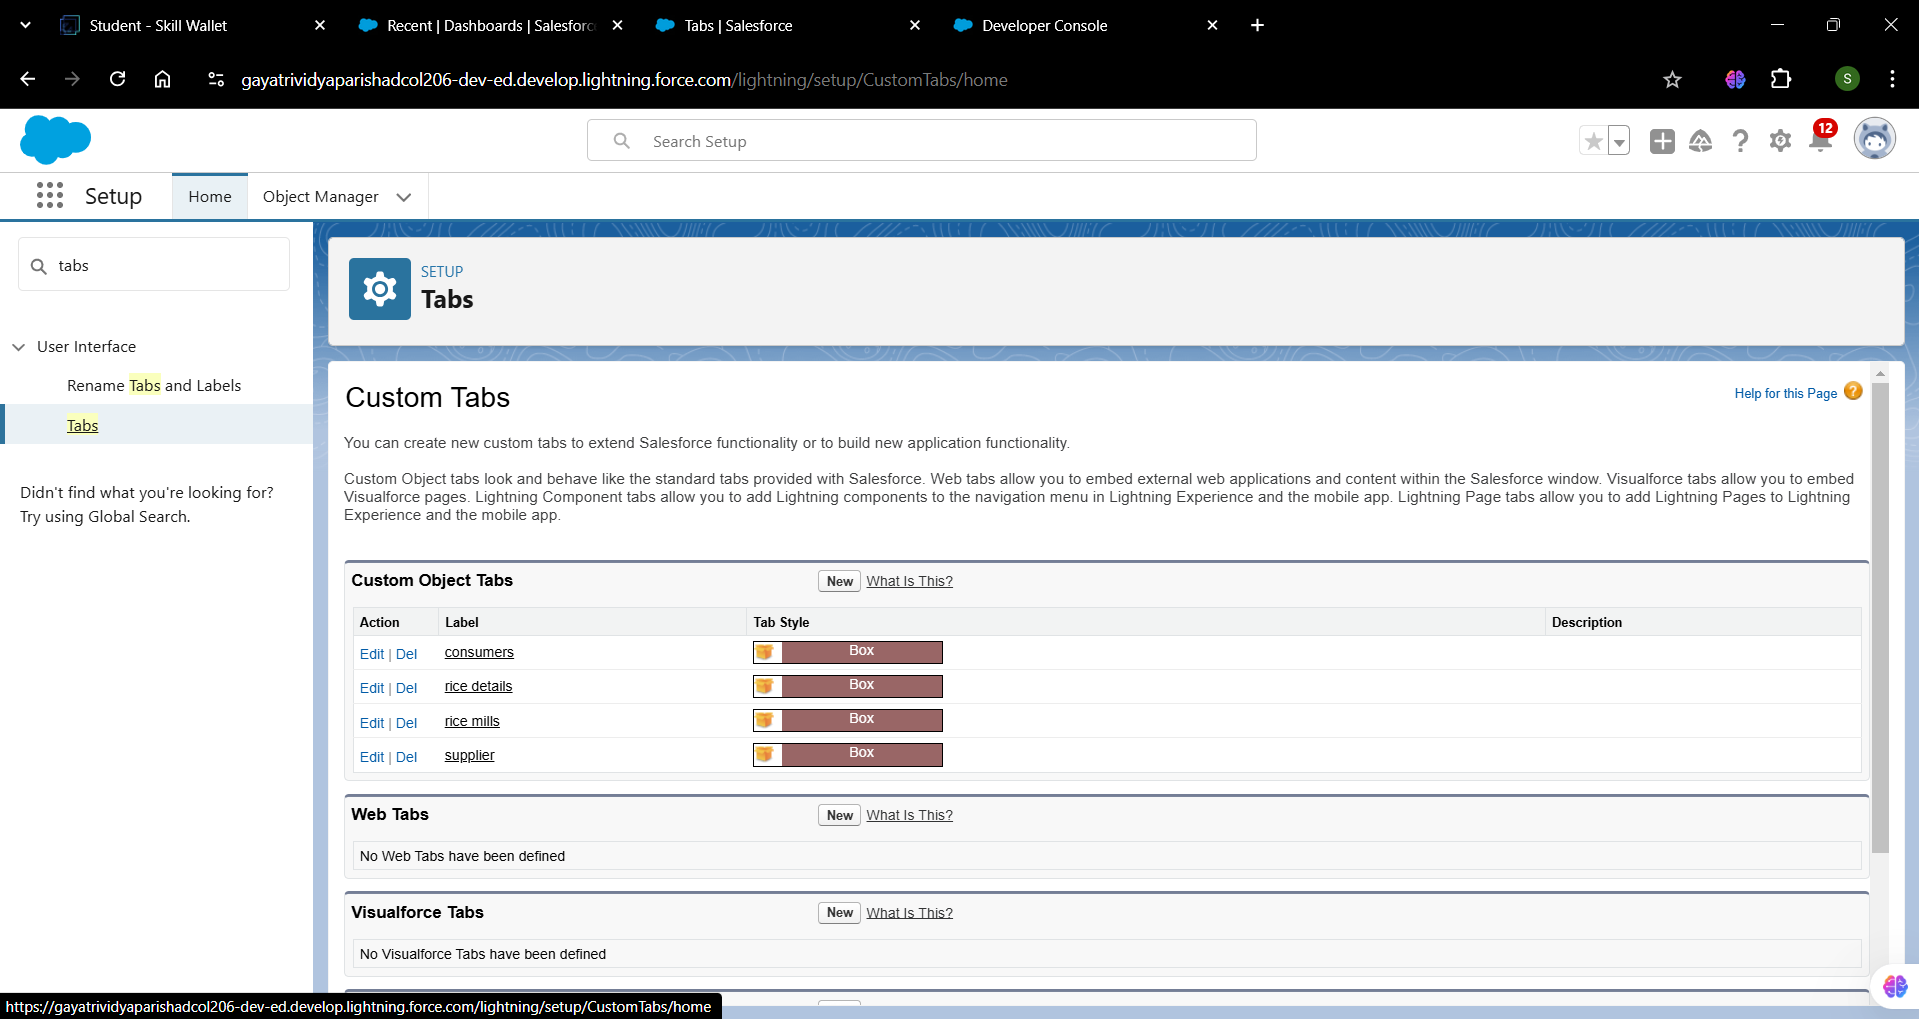 Student - Skill Wallet
Recent | Dashboards | Salesforc
Tabs | Salesforce
Developer Console
gayatrividyaparishadcol206-dev-ed.develop.lightning.force.com/lightning/setup/CustomTabs/home
S
Search Setup
12
Setup
Home
Object Manager
tabs
User Interface
Rename Tabs and Labels
Tabs
Didn't find what you're looking for?
Try using Global Search.
SETUP
Tabs
Custom Tabs
Help for this Page ?
You can create new custom tabs to extend Salesforce functionality or to build new application functionality.
Custom Object tabs look and behave like the standard tabs provided with Salesforce. Web tabs allow you to embed external web applications and content within the Salesforce window. Visualforce tabs allow you to embed
Visualforce pages. Lightning Component tabs allow you to add Lightning components to the navigation menu in Lightning Experience and the mobile app. Lightning Page tabs allow you to add Lightning Pages to Lightning
Experience and the mobile app.
Custom Object Tabs New What Is This?
Action Label Tab Style Description
Edit | Del consumers Box
Edit | Del rice details Box
Edit | Del rice mills Box
Edit | Del supplier Box
Web Tabs New What Is This?
No Web Tabs have been defined
Visualforce Tabs New What Is This?
No Visualforce Tabs have been defined
https://gayatrividyaparishadcol206-dev-ed.develop.lightning.force.com/lightning/setup/CustomTabs/home